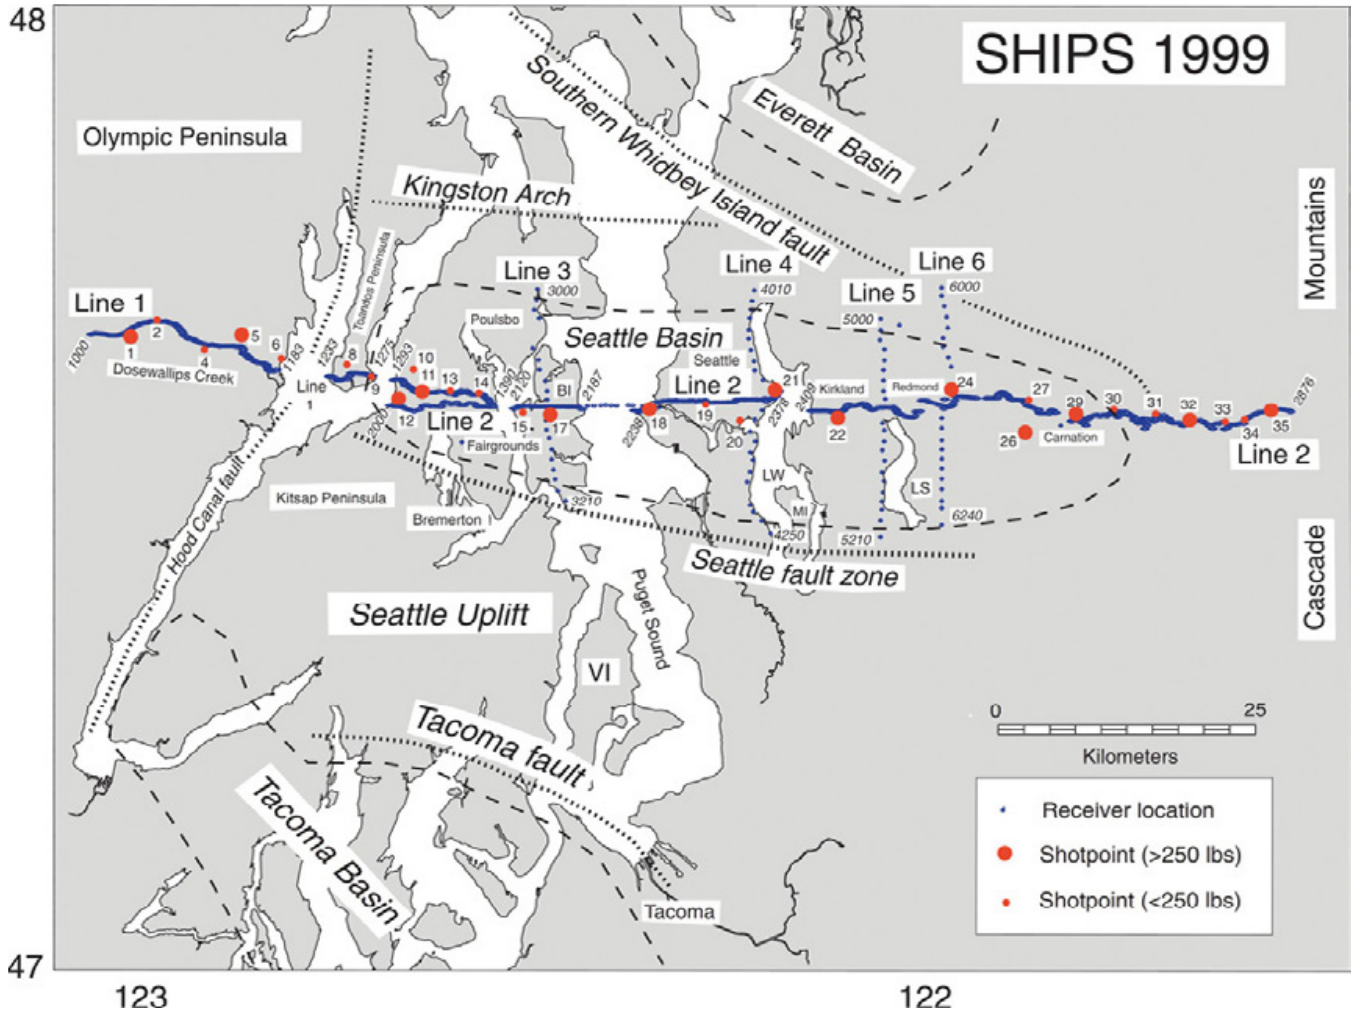 48
SHIPS 1999
Southern Whidbey Island fault
Everett Basin
Olympic Peninsula
Kingston Arch
Mountains
Toandos Peninsula
Line 3
3000
Line 4
4010
Line 6
6000
Line 5
5000
Line 1
1000
1
2
4
5
6
Dosewallips Creek
1183
1233
Line
1
8
9
1275
1293
10
11
12
13
14
Poulsbo
1390
2120
2000
Line 2
Seattle Basin
BI
2187
15
17
Fairgrounds
2238
18
Seattle
Line 2
19
20
21
2378
2409
Kirkland
22
Redmond
24
27
26
29
Carnation
30
31
32
33
34
35
2876
Line 2
Hood Canal fault
Kitsap Peninsula
Bremerton
3210
LW
MI
4250
LS
5210
6240
Seattle fault zone
Cascade
Seattle Uplift
Puget Sound
VI
Tacoma fault
Tacoma Basin
Tacoma
0 25
Kilometers
Receiver location
Shotpoint (>250 lbs)
Shotpoint (<250 lbs)
47
123
122